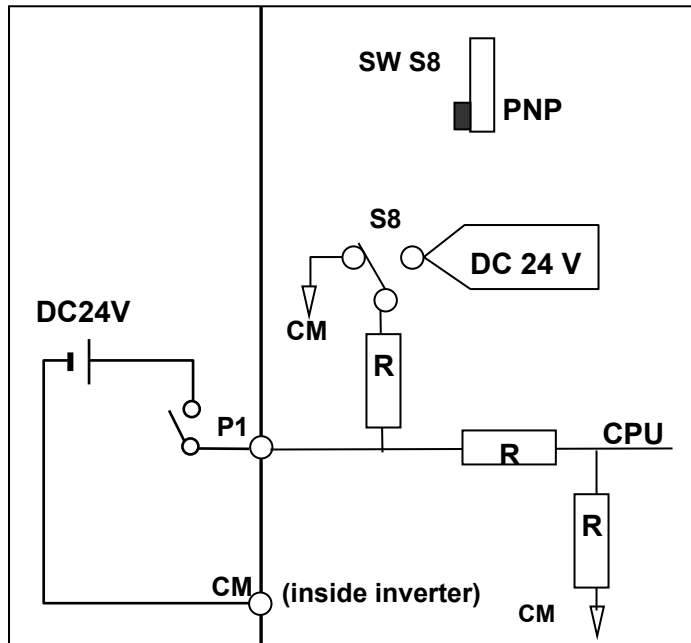 SW S8
PNP
S8
DC 24 V
CM
DC24V
R
P1
R
CPU
R
CM
(inside inverter)
CM